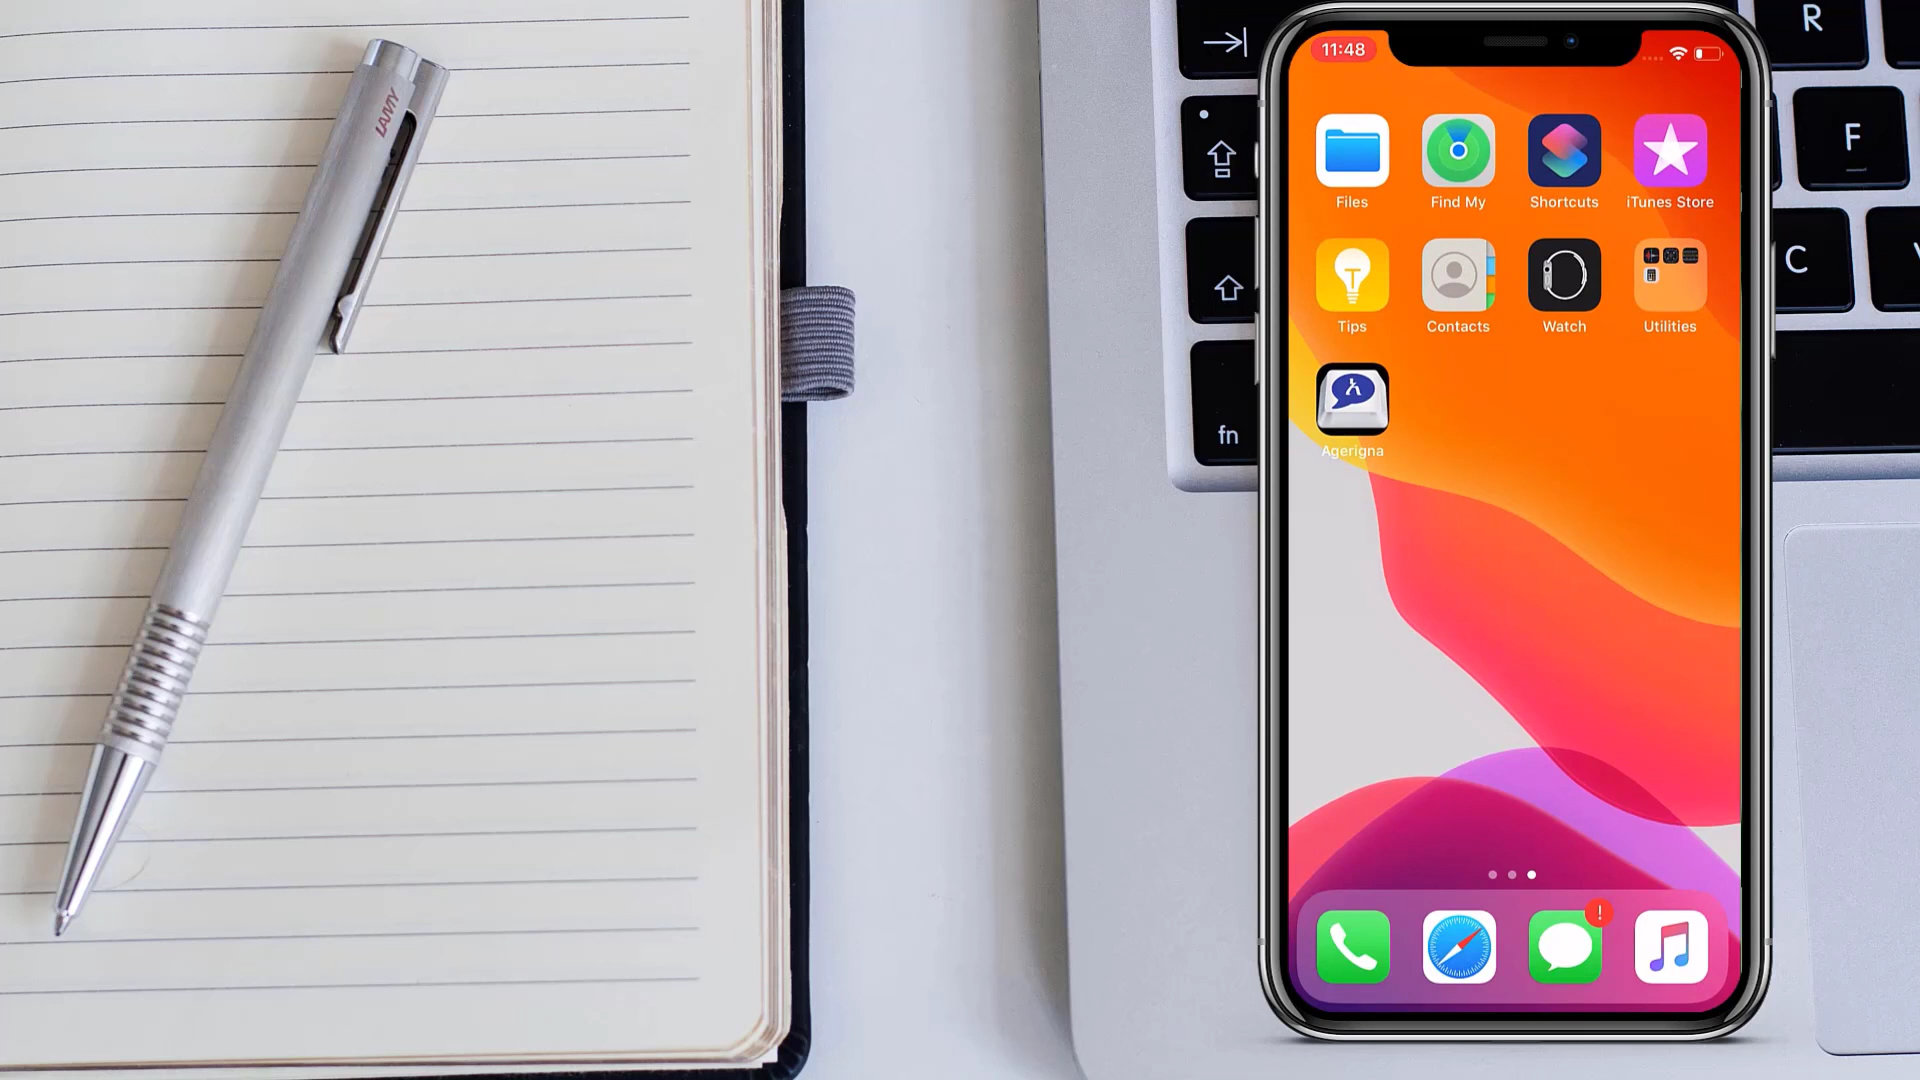 LAMY
11:48
Files
Find My
Shortcuts
iTunes Store
Tips
Contacts
Watch
Utilities
Agerigna
!
R
F
C
fn